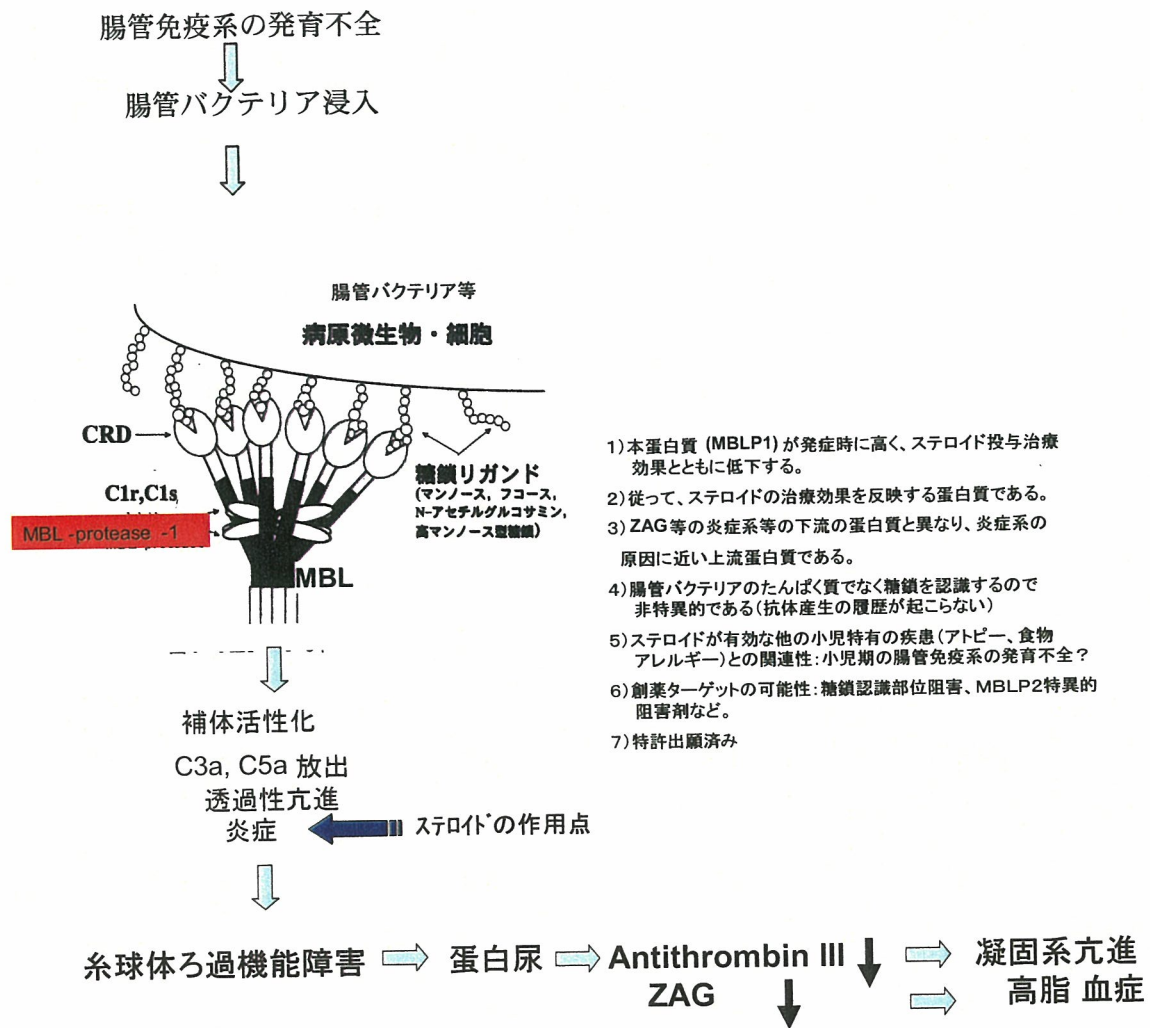 腸管免疫系の発育不全
腸管バクテリア浸入
腸管バクテリア等
病原微生物・細胞
CRD
C1r,C1s
MBL -protease -1
糖鎖リガンド
(マンノース, フコース,
N-アセチルグルコサミン,
高マンノース型糖鎖)
MBL
1)本蛋白質 (MBLP1) が発症時に高く、ステロイド投与治療
効果とともに低下する。
2)従って、ステロイドの治療効果を反映する蛋白質である。
3)ZAG等の炎症系等の下流の蛋白質と異なり、炎症系の
原因に近い上流蛋白質である。
4)腸管バクテリアのたんぱく質でなく糖鎖を認識するので
非特異的である(抗体産生の履歴が起こらない)
5)ステロイドが有効な他の小児特有の疾患(アトピー、食物
アレルギー)との関連性:小児期の腸管免疫系の発育不全?
6)創薬ターゲットの可能性:糖鎖認識部位阻害、MBLP2特異的
阻害剤など。
7)特許出願済み
補体活性化
C3a, C5a 放出
透過性亢進
炎症
ステロイドの作用点
糸球体ろ過機能障害
蛋白尿
Antithrombin III
ZAG
凝固系亢進
高脂 血症